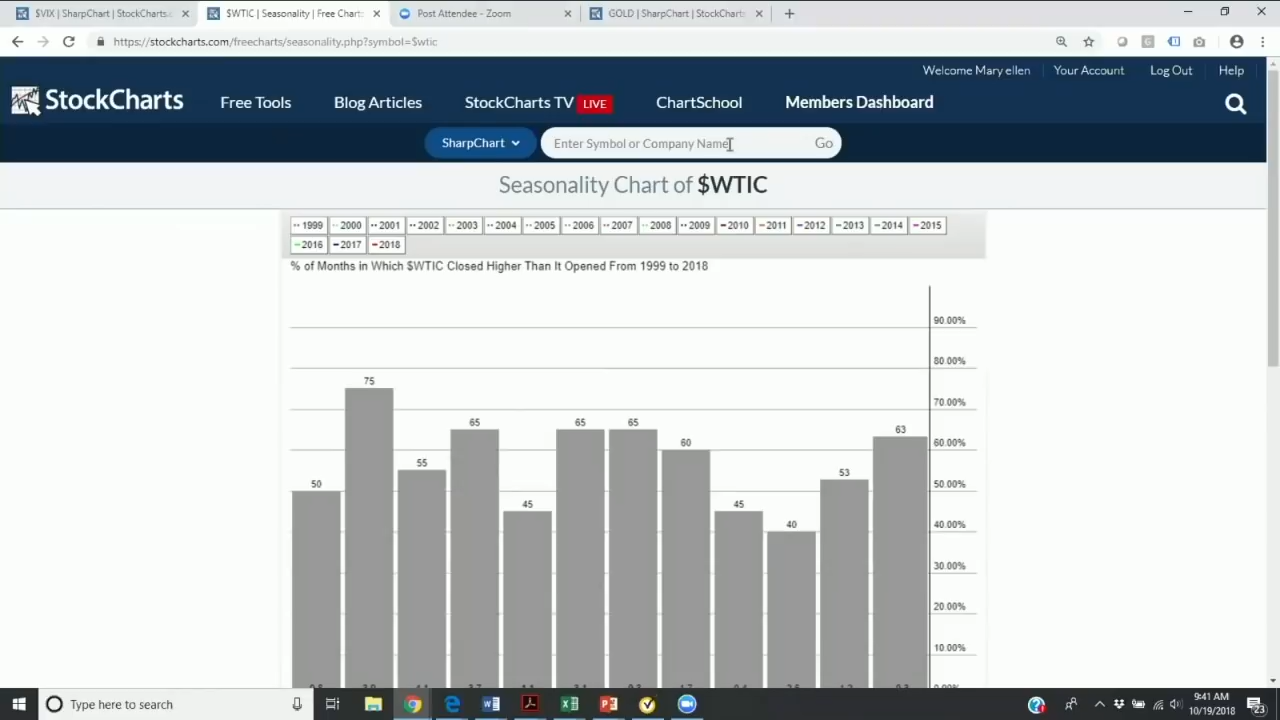 $VIX | SharpChart | StockCharts.c
$WTIC | Seasonality | Free Charts
Post Attendee - Zoom
GOLD | SharpChart | StockCharts
https://stockcharts.com/freecharts/seasonality.php?symbol=$wtic
Welcome Mary ellen
Your Account
Log Out
Help
StockCharts
Free Tools
Blog Articles
StockCharts TV LIVE
ChartSchool
Members Dashboard
SharpChart
Enter Symbol or Company Name
Go
Seasonality Chart of $WTIC
1999 2000 2001 2002 2003 2004 2005 2006 2007 2008 2009 2010 2011 2012 2013 2014 2015
2016 2017 2018
% of Months in Which $WTIC Closed Higher Than It Opened From 1999 to 2018
90.00%
80.00%
70.00%
60.00%
50.00%
40.00%
30.00%
20.00%
10.00%
0.00%
50
75
55
65
45
65
65
60
45
40
53
63
Type here to search
9:41 AM
10/19/2018
23